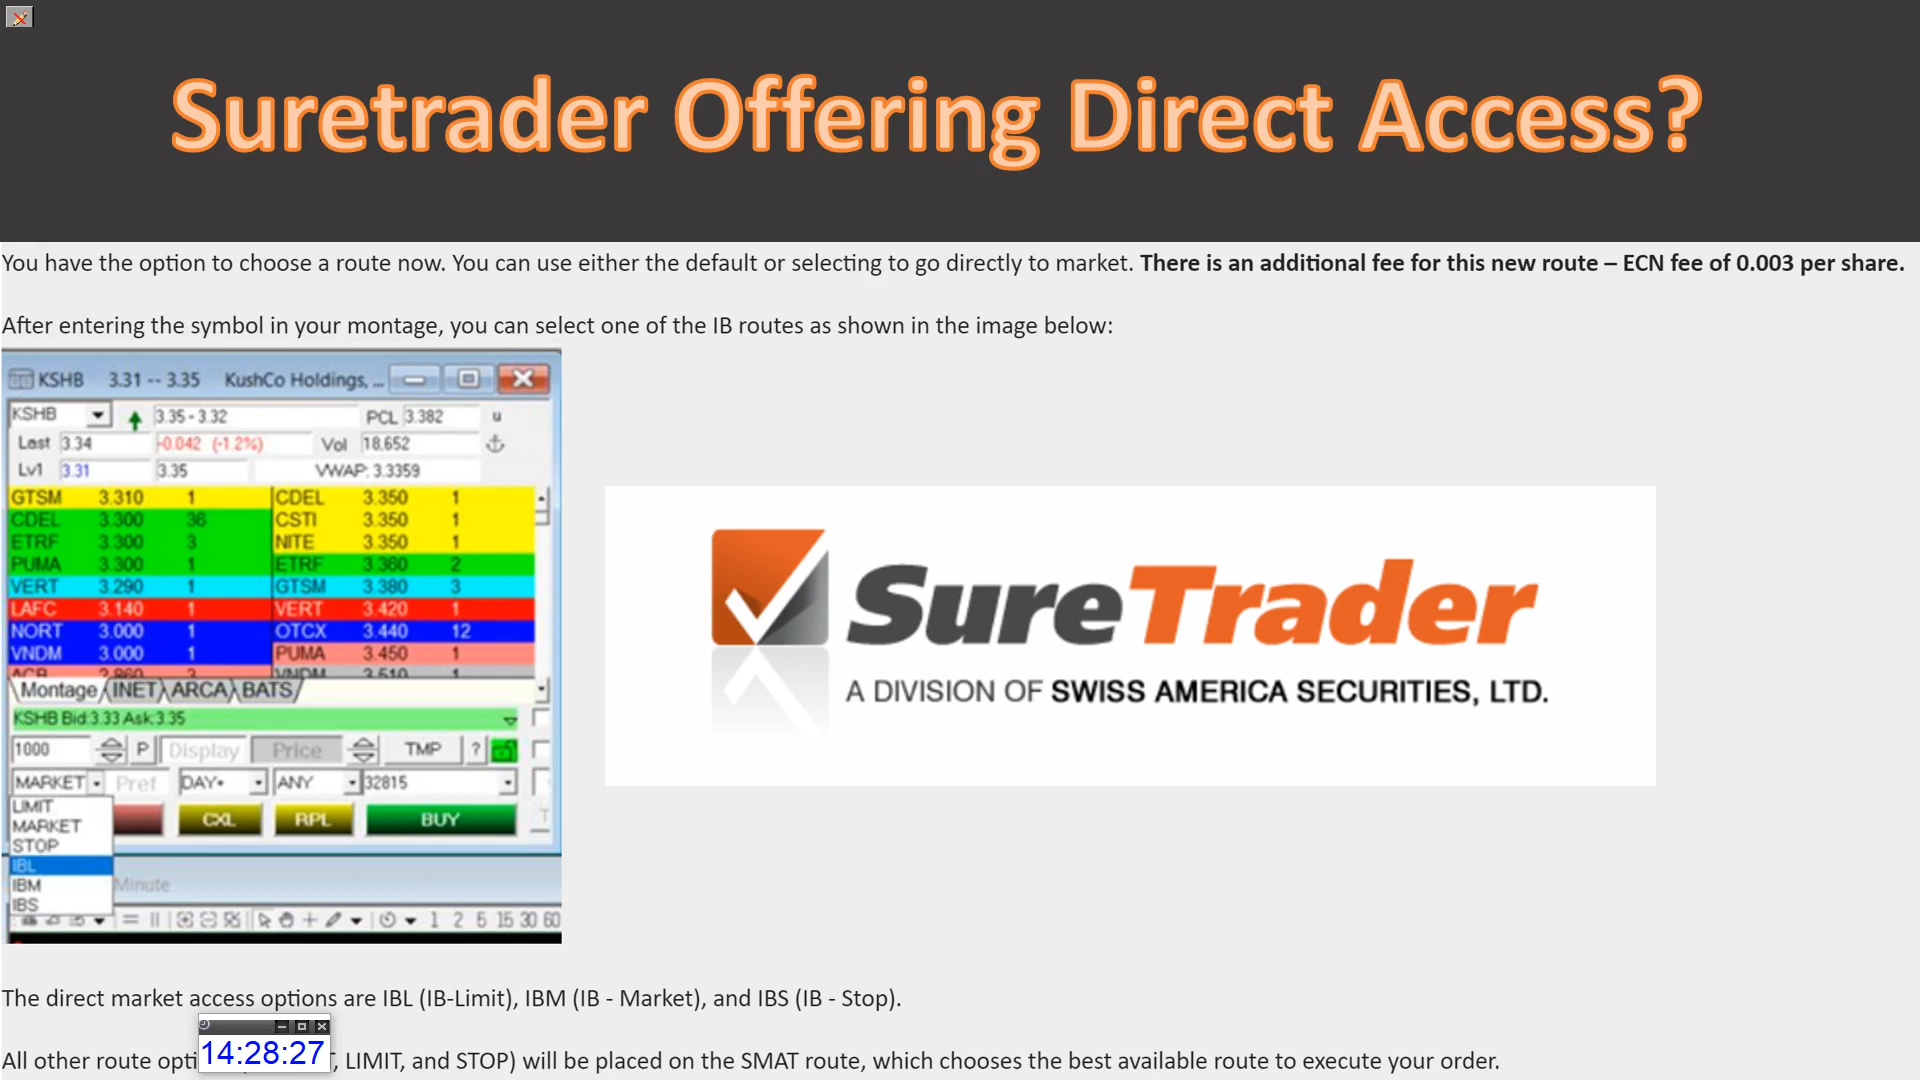 Suretrader Offering Direct Access?
You have the option to choose a route now. You can use either the default or selecting to go directly to market. There is an additional fee for this new route – ECN fee of 0.003 per share.
After entering the symbol in your montage, you can select one of the IB routes as shown in the image below:
KSHB 3.31 -- 3.35 KushCo Holdings, ...
KSHB 3.35 - 3.32 PCL 3.382 u
Last 3.34 -0.042 (-1.2%) Vol 18,652
Lv1 3.31 3.35 VWAP: 3.3359
GTSM 3.310 1 CDEL 3.350 1
CDEL 3.300 36 CSTI 3.350 1
ETRF 3.300 3 NITE 3.350 1
PUMA 3.300 1 ETRF 3.360 2
VERT 3.290 1 GTSM 3.380 3
LAFC 3.140 1 VERT 3.420 1
NORT 3.000 1 OTCX 3.440 12
VNDM 3.000 1 PUMA 3.450 1
2.860 VNDM 3.510 1
Montage INET ARCA BATS
KSHB Bid:3.33 Ask:3.35
1000 P Display Price TMP ?
MARKET Pref DAY+ ANY 32815
LIMIT
MARKET CXL RPL BUY T
STOP
IBL
IBM Minute
IBS
1 2 5 15 30 60
SureTrader
A DIVISION OF SWISS AMERICA SECURITIES, LTD.
The direct market access options are IBL (IB-Limit), IBM (IB - Market), and IBS (IB - Stop).
14:28:27
All other route opti , LIMIT, and STOP) will be placed on the SMAT route, which chooses the best available route to execute your order.